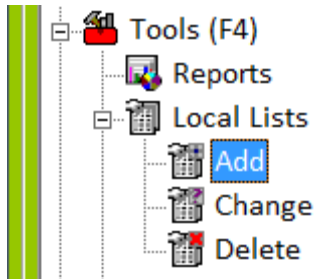 Tools (F4)
Reports
Local Lists
Add
Change
Delete